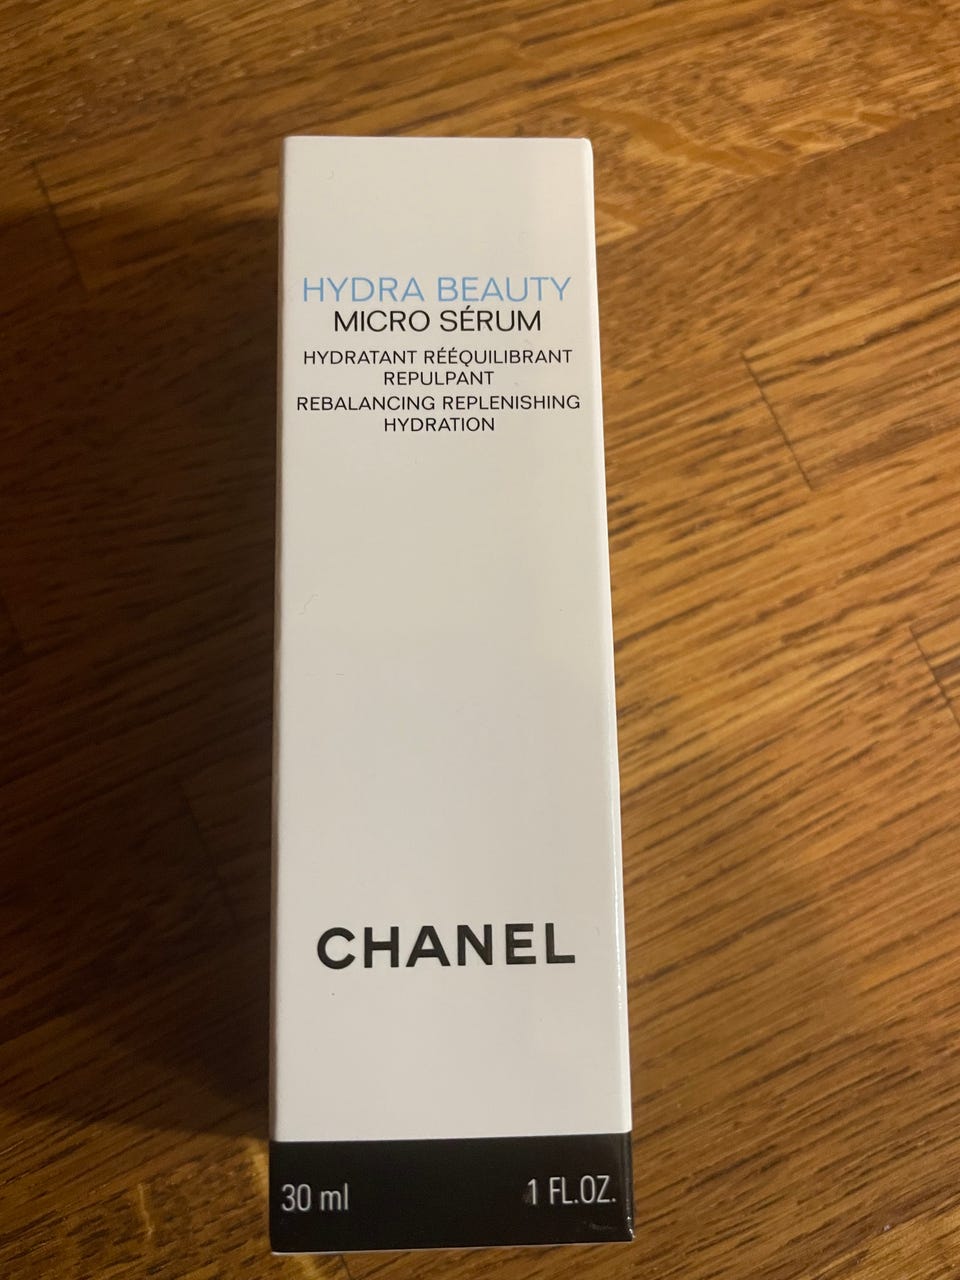 HYDRA BEAUTY
MICRO SÉRUM
HYDRATANT RÉÉQUILIBRANT
REPULPANT
REBALANCING REPLENISHING
HYDRATION
CHANEL
30 ml 1 FL.OZ.